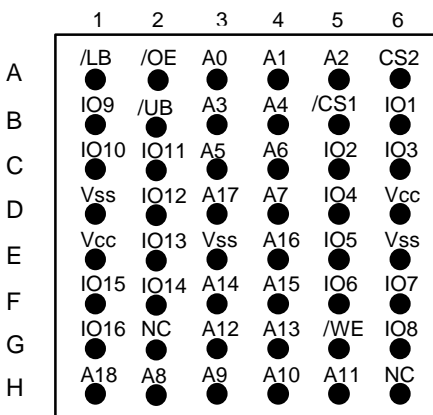 1 2 3 4 5 6
A /LB /OE A0 A1 A2 CS2
B IO9 /UB A3 A4 /CS1 IO1
C IO10 IO11 A5 A6 IO2 IO3
D Vss IO12 A17 A7 IO4 Vcc
E Vcc IO13 Vss A16 IO5 Vss
F IO15 IO14 A14 A15 IO6 IO7
G IO16 NC A12 A13 /WE IO8
H A18 A8 A9 A10 A11 NC